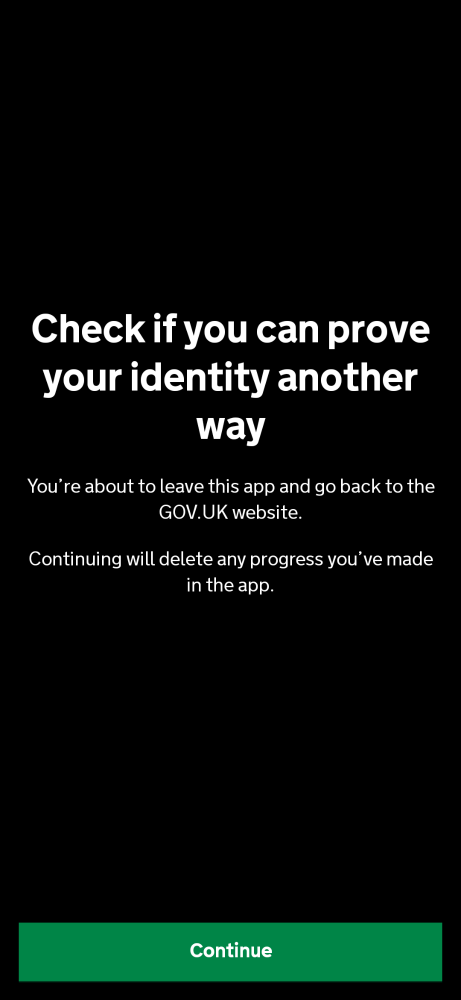 Check if you can prove
your identity another
way
You’re about to leave this app and go back to the
GOV.UK website.
Continuing will delete any progress you’ve made
in the app.
Continue